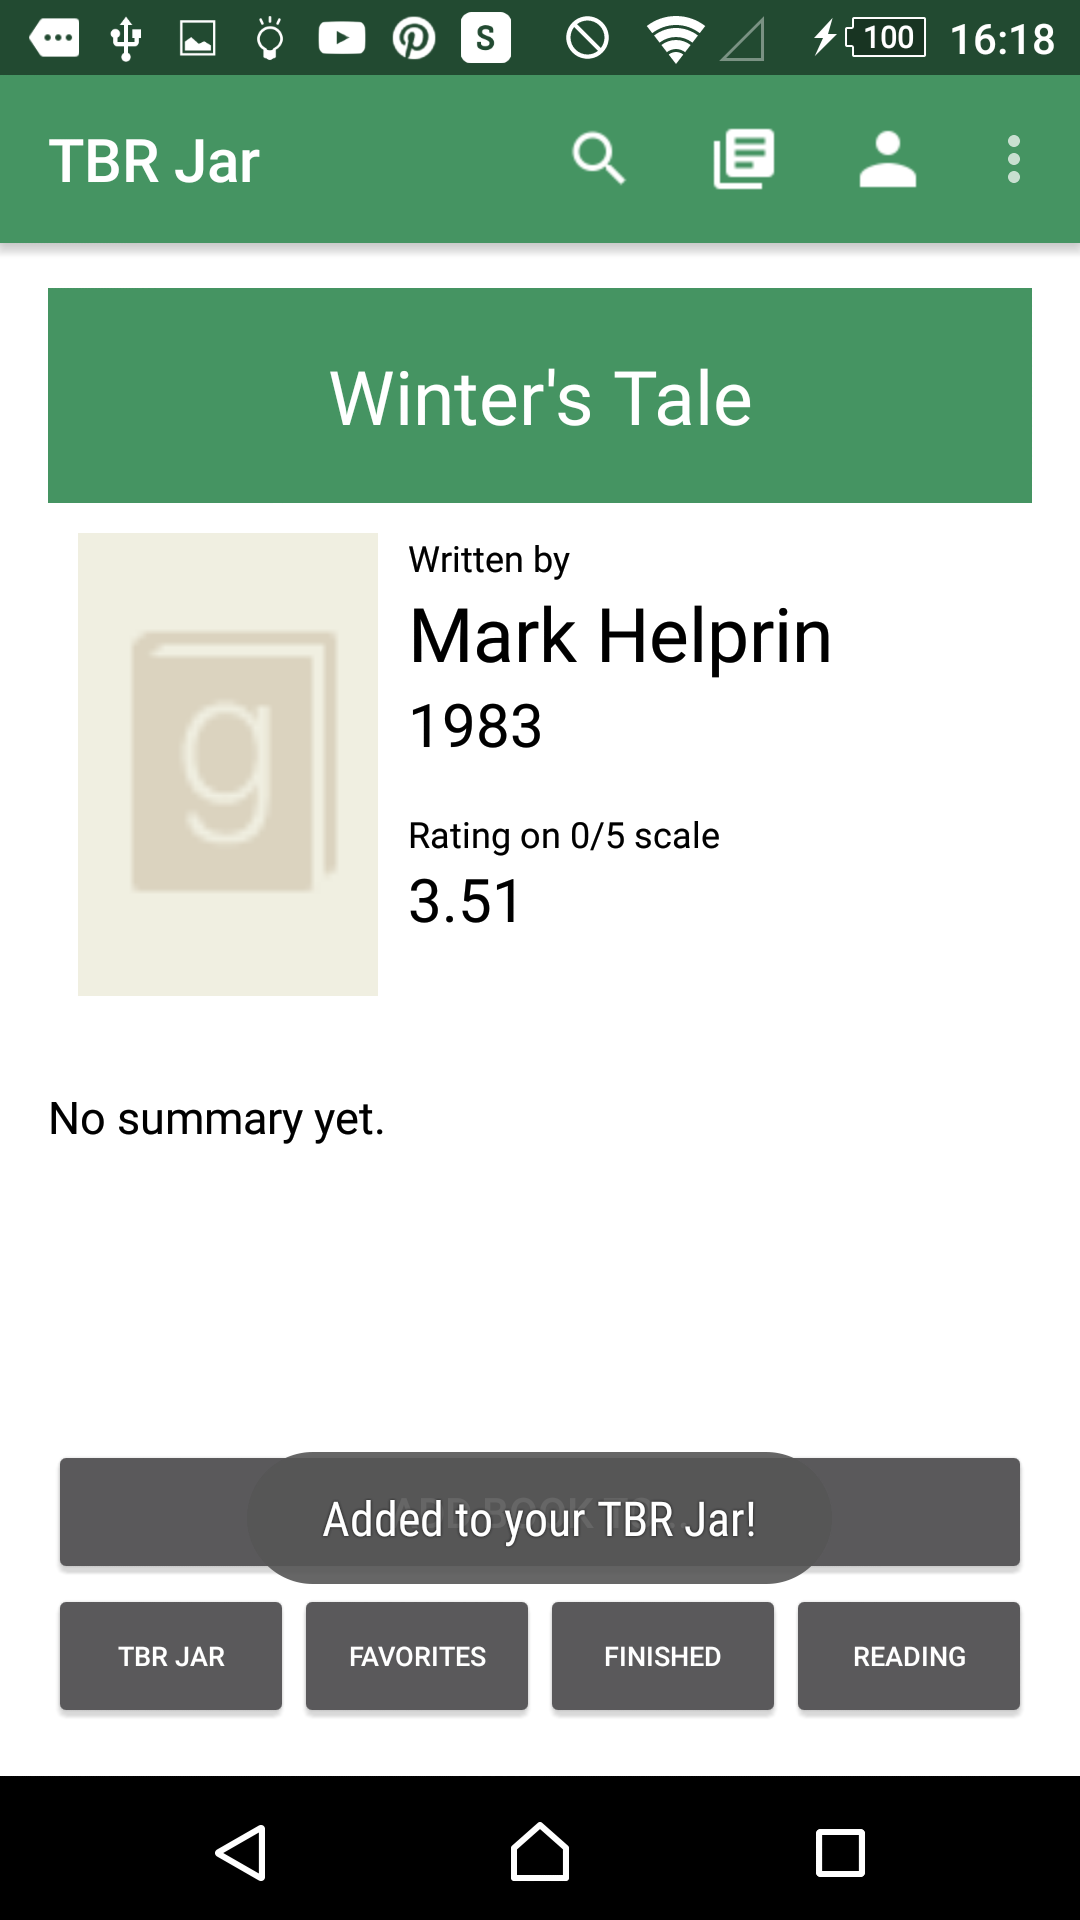 100 16:18
TBR Jar
Winter's Tale
g
Written by
Mark Helprin
1983
Rating on 0/5 scale
3.51
No summary yet.
Added to your TBR Jar!
TBR JAR FAVORITES FINISHED READING